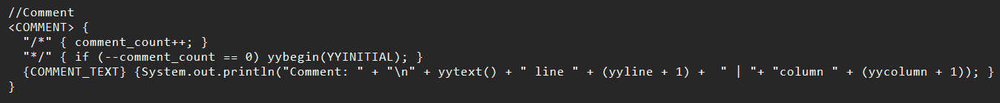 //Comment
<COMMENT> {
  "/*" { comment_count++; }
  "*/" { if (--comment_count == 0) yybegin(YYINITIAL); }
  {COMMENT_TEXT} {System.out.println("Comment: " + "\n" + yytext() + " line " + (yyline + 1) +  " | "+ "column " + (yycolumn + 1)); }
}